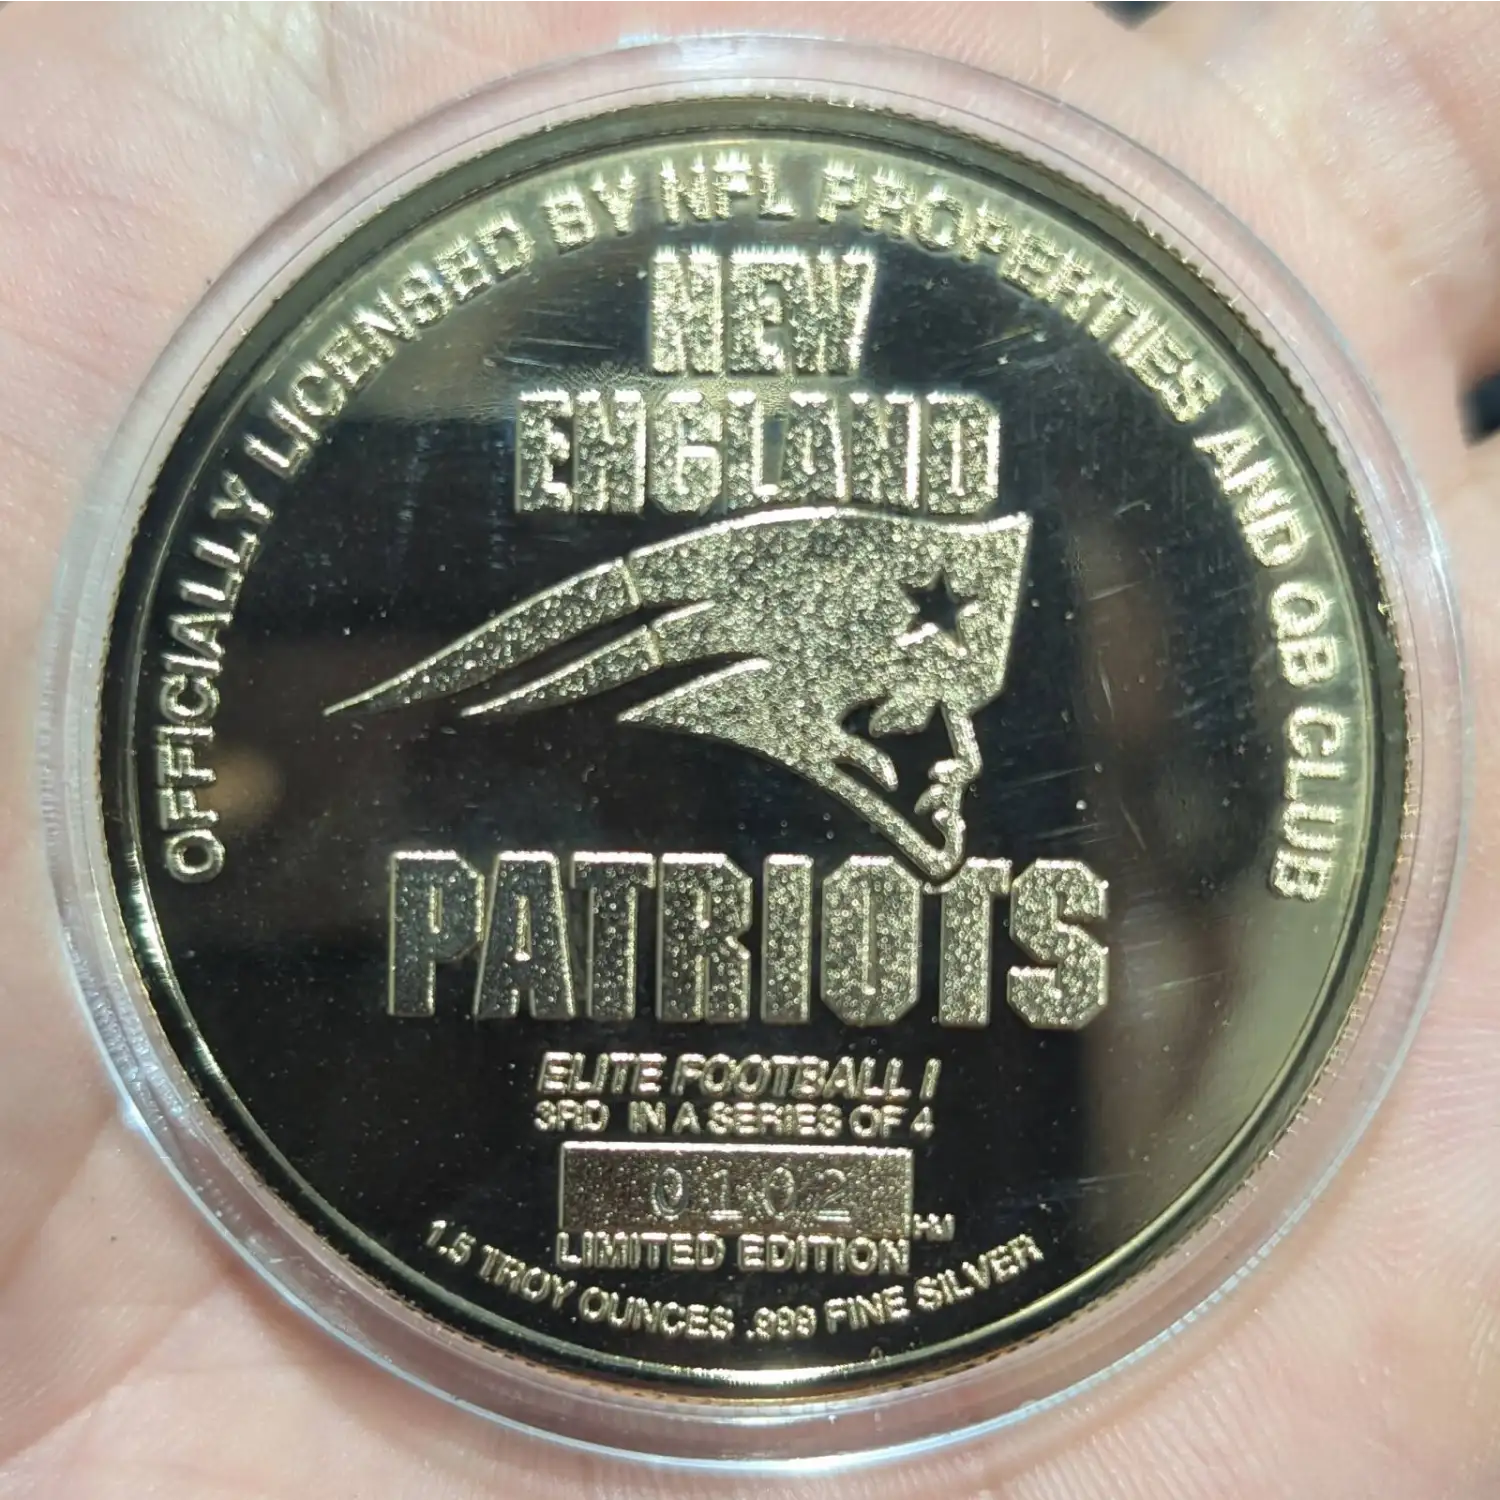 OFFICIALLY LICENSED BY NFL PROPERTIES AND QB CLUB
NEW
ENGLAND
PATRIOTS
ELITE FOOTBALL I
3RD IN A SERIES OF 4
0102
LIMITED EDITION
1.5 TROY OUNCES .999 FINE SILVER